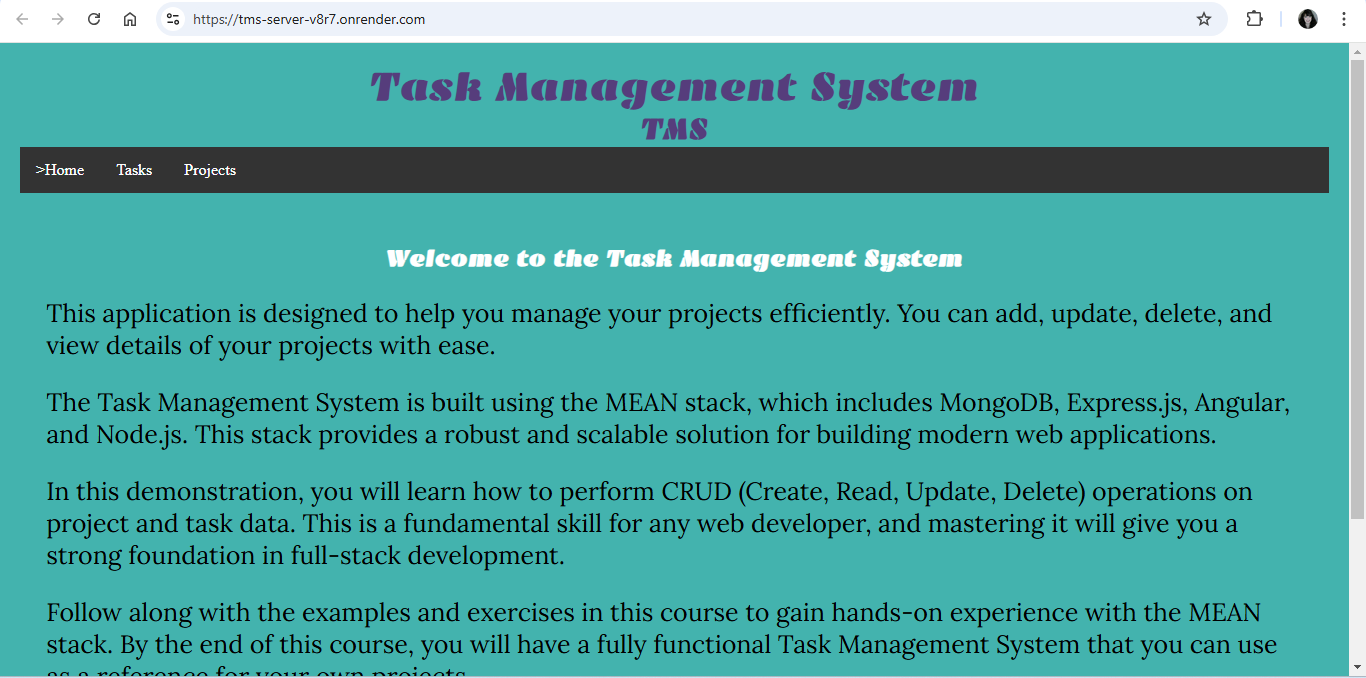 https://tms-server-v8r7.onrender.com
Task Management System
TMS
>Home Tasks Projects
Welcome to the Task Management System
This application is designed to help you manage your projects efficiently. You can add, update, delete, and
view details of your projects with ease.
The Task Management System is built using the MEAN stack, which includes MongoDB, Express.js, Angular,
and Node.js. This stack provides a robust and scalable solution for building modern web applications.
In this demonstration, you will learn how to perform CRUD (Create, Read, Update, Delete) operations on
project and task data. This is a fundamental skill for any web developer, and mastering it will give you a
strong foundation in full-stack development.
Follow along with the examples and exercises in this course to gain hands-on experience with the MEAN
stack. By the end of this course, you will have a fully functional Task Management System that you can use
as a reference for your own projects.